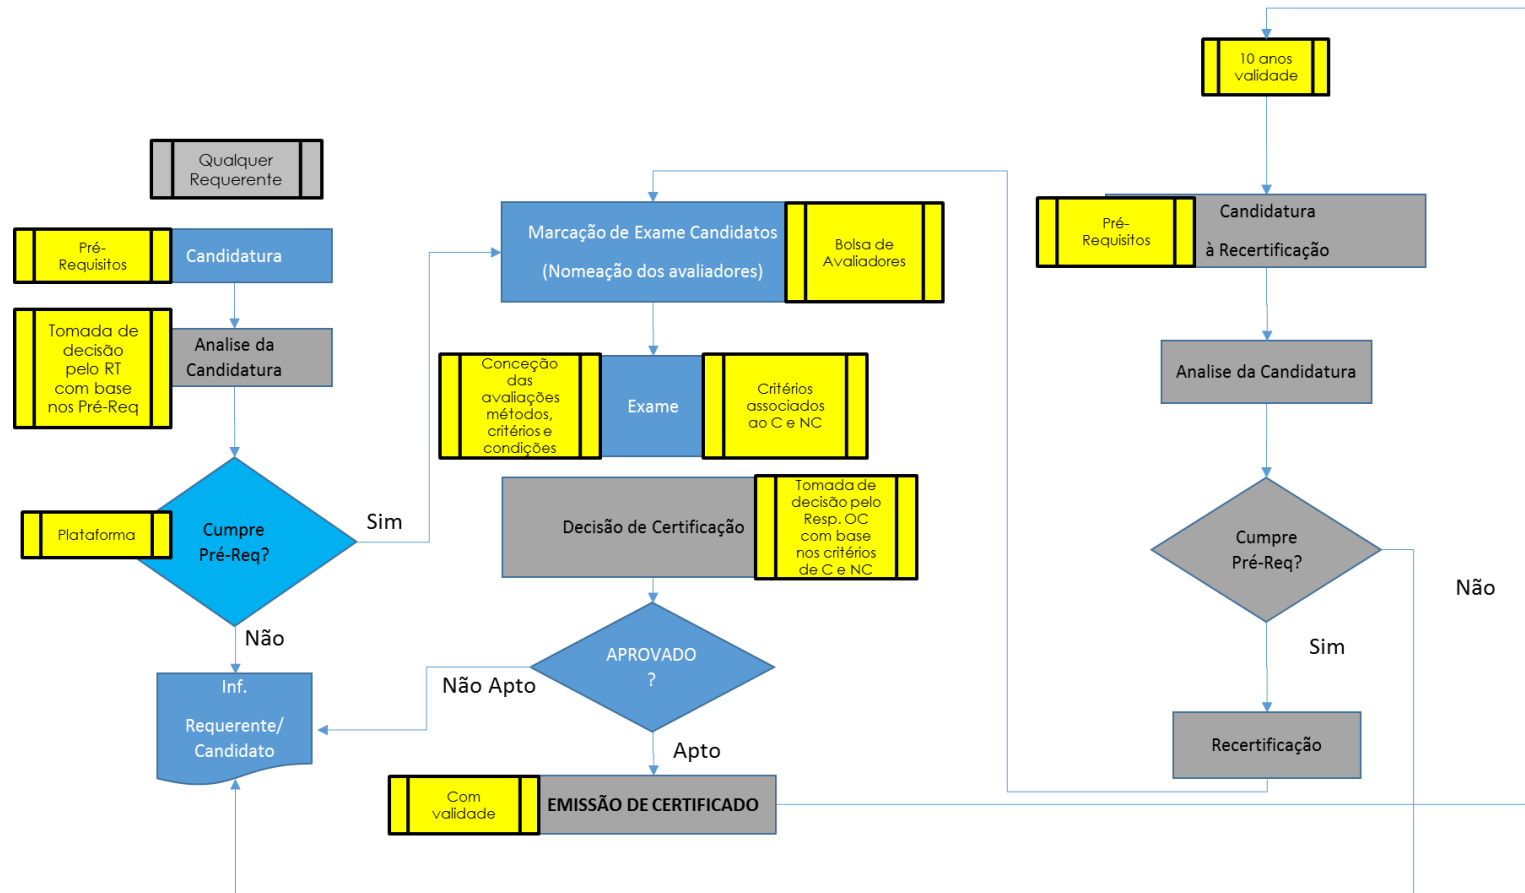 Qualquer
Requerente
Pré-
Requisitos
Candidatura
Tomada de
decisão
pelo RT
com base
nos Pré-Req
Analise da
Candidatura
Plataforma
Cumpre
Pré-Req?
Sim
Não
Inf.
Requerente/
Candidato
Marcação de Exame Candidatos
(Nomeação dos avaliadores)
Bolsa de
Avaliadores
Conceção
das
avaliações
métodos,
critérios e
condições
Exame
Critérios
associados
ao C e NC
Decisão de Certificação
Tomada de
decisão pelo
Resp. OC
com base
nos critérios
de C e NC
APROVADO
?
Não Apto
Apto
Com
validade
EMISSÃO DE CERTIFICADO
10 anos
validade
Pré-
Requisitos
Candidatura
à Recertificação
Analise da Candidatura
Cumpre
Pré-Req?
Não
Sim
Recertificação